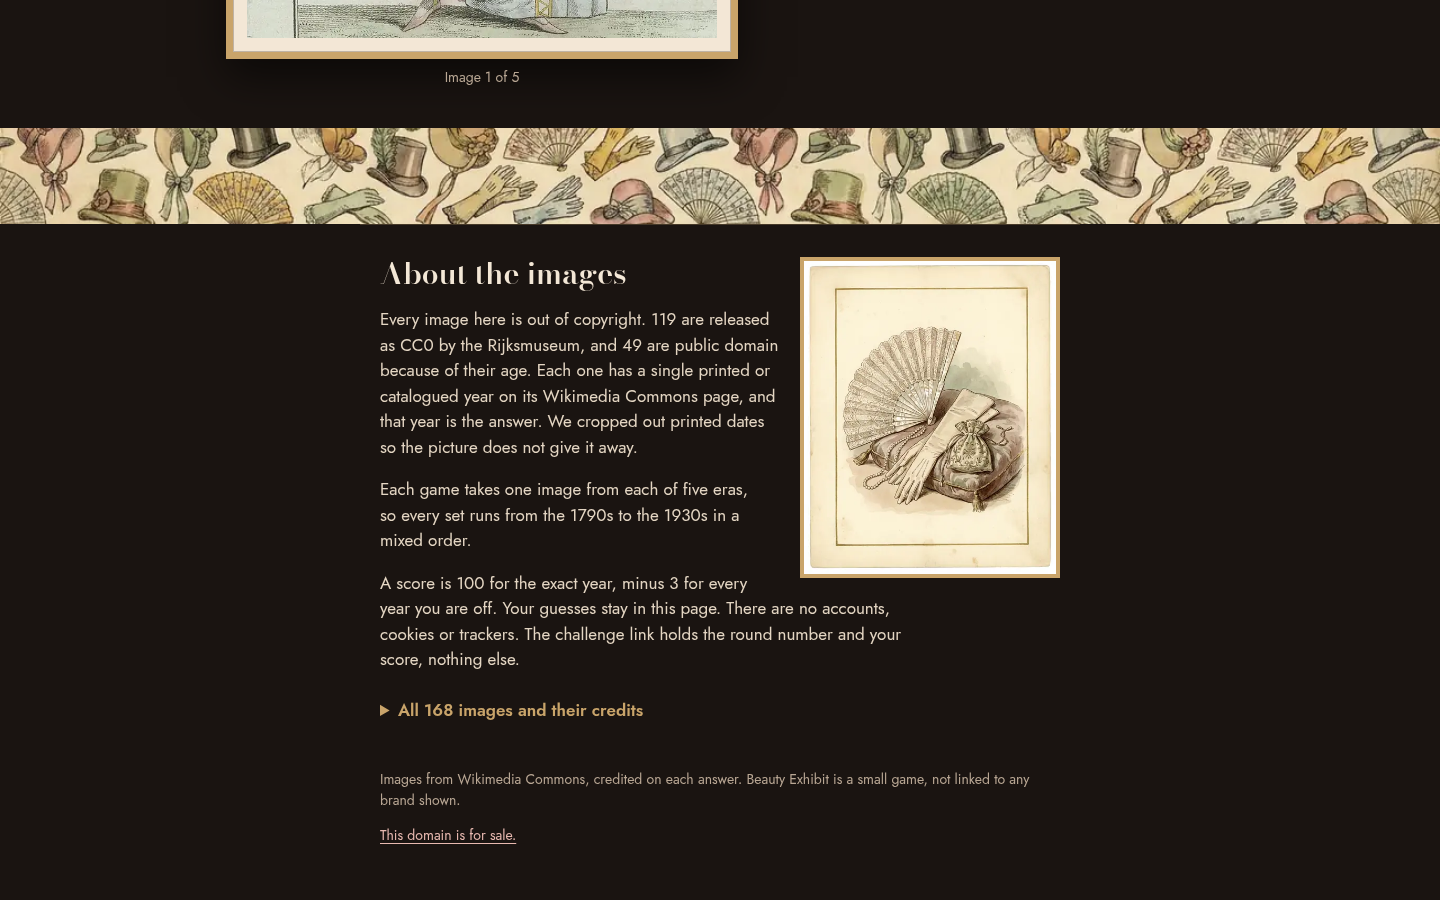 Image 1 of 5
About the images
Every image here is out of copyright. 119 are released
as CC0 by the Rijksmuseum, and 49 are public domain
because of their age. Each one has a single printed or
catalogued year on its Wikimedia Commons page, and
that year is the answer. We cropped out printed dates
so the picture does not give it away.
Each game takes one image from each of five eras,
so every set runs from the 1790s to the 1930s in a
mixed order.
A score is 100 for the exact year, minus 3 for every
year you are off. Your guesses stay in this page. There are no accounts,
cookies or trackers. The challenge link holds the round number and your
score, nothing else.
▶ All 168 images and their credits
Images from Wikimedia Commons, credited on each answer. Beauty Exhibit is a small game, not linked to any
brand shown.
This domain is for sale.